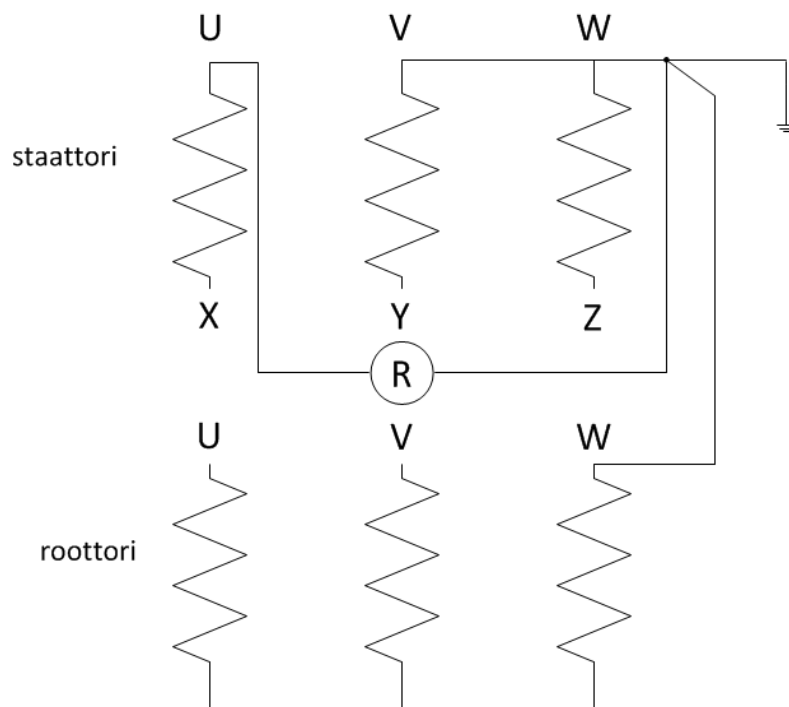 U V W
staattori
X Y Z
R
U V W
roottori